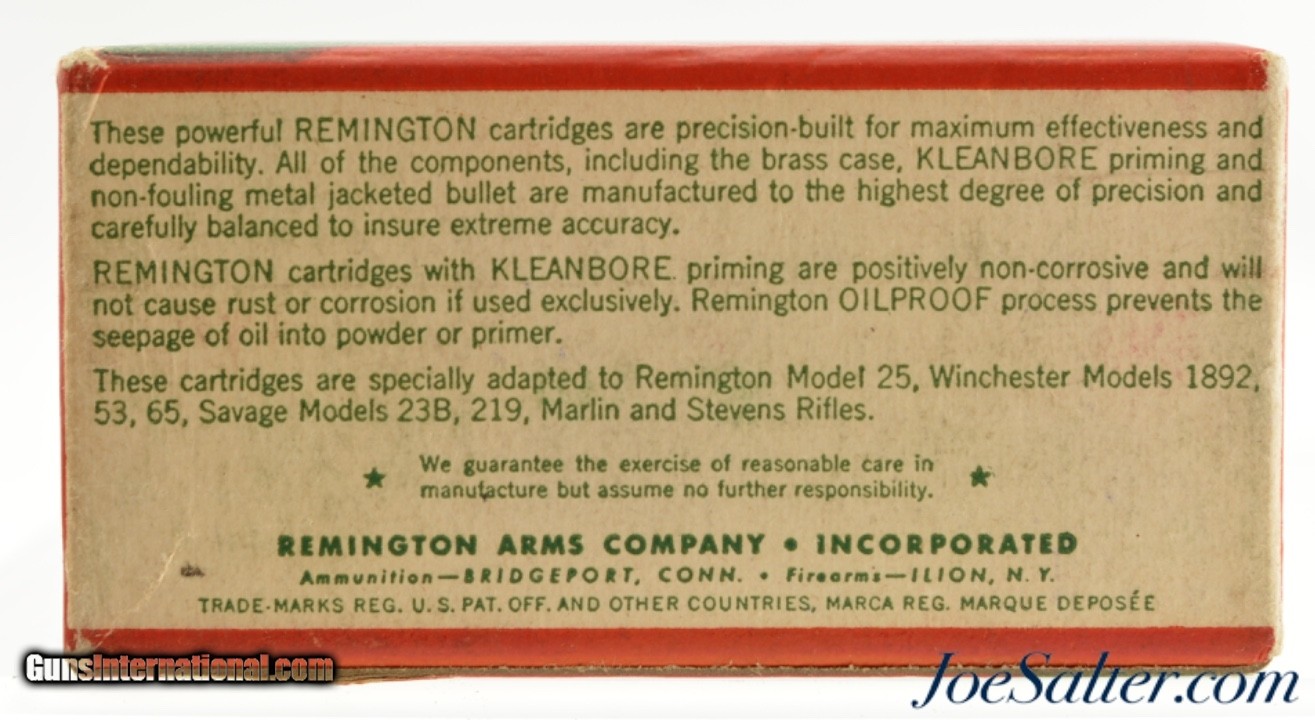 These powerful REMINGTON cartridges are precision-built for maximum effectiveness and
dependability. All of the components, including the brass case, KLEANBORE priming and
non-fouling metal jacketed bullet are manufactured to the highest degree of precision and
carefully balanced to insure extreme accuracy.
REMINGTON cartridges with KLEANBORE priming are positively non-corrosive and will
not cause rust or corrosion if used exclusively. Remington OILPROOF process prevents the
seepage of oil into powder or primer.
These cartridges are specially adapted to Remington Model 25, Winchester Models 1892,
53, 65, Savage Models 23B, 219, Marlin and Stevens Rifles.
★ We guarantee the exercise of reasonable care in ★
manufacture but assume no further responsibility.
REMINGTON ARMS COMPANY • INCORPORATED
Ammunition—BRIDGEPORT, CONN. • Firearms—ILION, N. Y.
TRADE-MARKS REG. U. S. PAT. OFF. AND OTHER COUNTRIES, MARCA REG. MARQUE DEPOSÉE
GunsInternational.com
JoeSalter.com